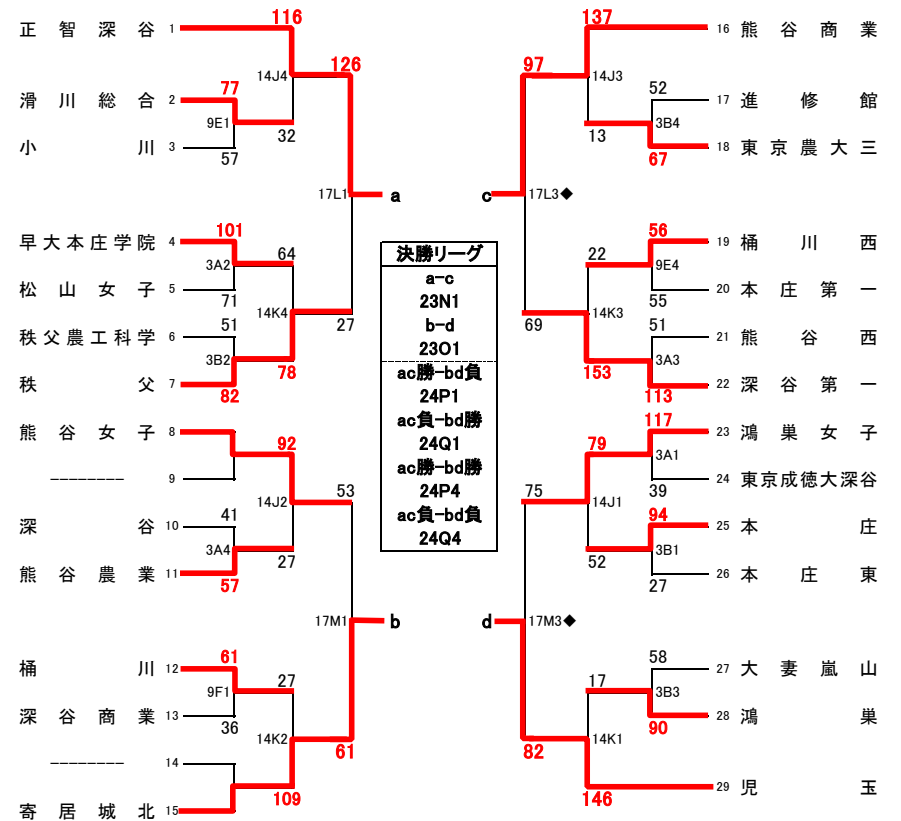 116
正智深谷 1
14J4
126
77
滑川総合 2
9E1
32
小川 3
57
17L1
a
101
早大本庄学院 4
3A2
64
松山女子 5
71
14K4
27
秩父農工科学 6
51
3B2
78
秩父 7
82
熊谷女子 8
92
-------- 9
14J2
53
深谷 10
41
3A4
27
熊谷農業 11
57
17M1
b
桶川 12
61
27
9F1
深谷商業 13
36
14K2
61
-------- 14
109
寄居城北 15
決勝リーグ
a-c
23N1
b-d
23O1
ac勝-bd負
24P1
ac負-bd勝
24Q1
ac勝-bd勝
24P4
ac負-bd負
24Q4
137
16 熊谷商業
97
14J3
52
17 進修館
3B4
13
18 東京農大三
67
c
17L3◆
56
19 桶川西
22
9E4
20 本庄第一
55
69
14K3
51
21 熊谷西
3A3
153
22 深谷第一
113
117
23 鴻巣女子
79
3A1
24 東京成徳大深谷
39
75
14J1
94
25 本庄
3B1
52
26 本庄東
27
d
17M3◆
58
27 大妻嵐山
17
3B3
28 鴻巣
90
82
14K1
29 児玉
146